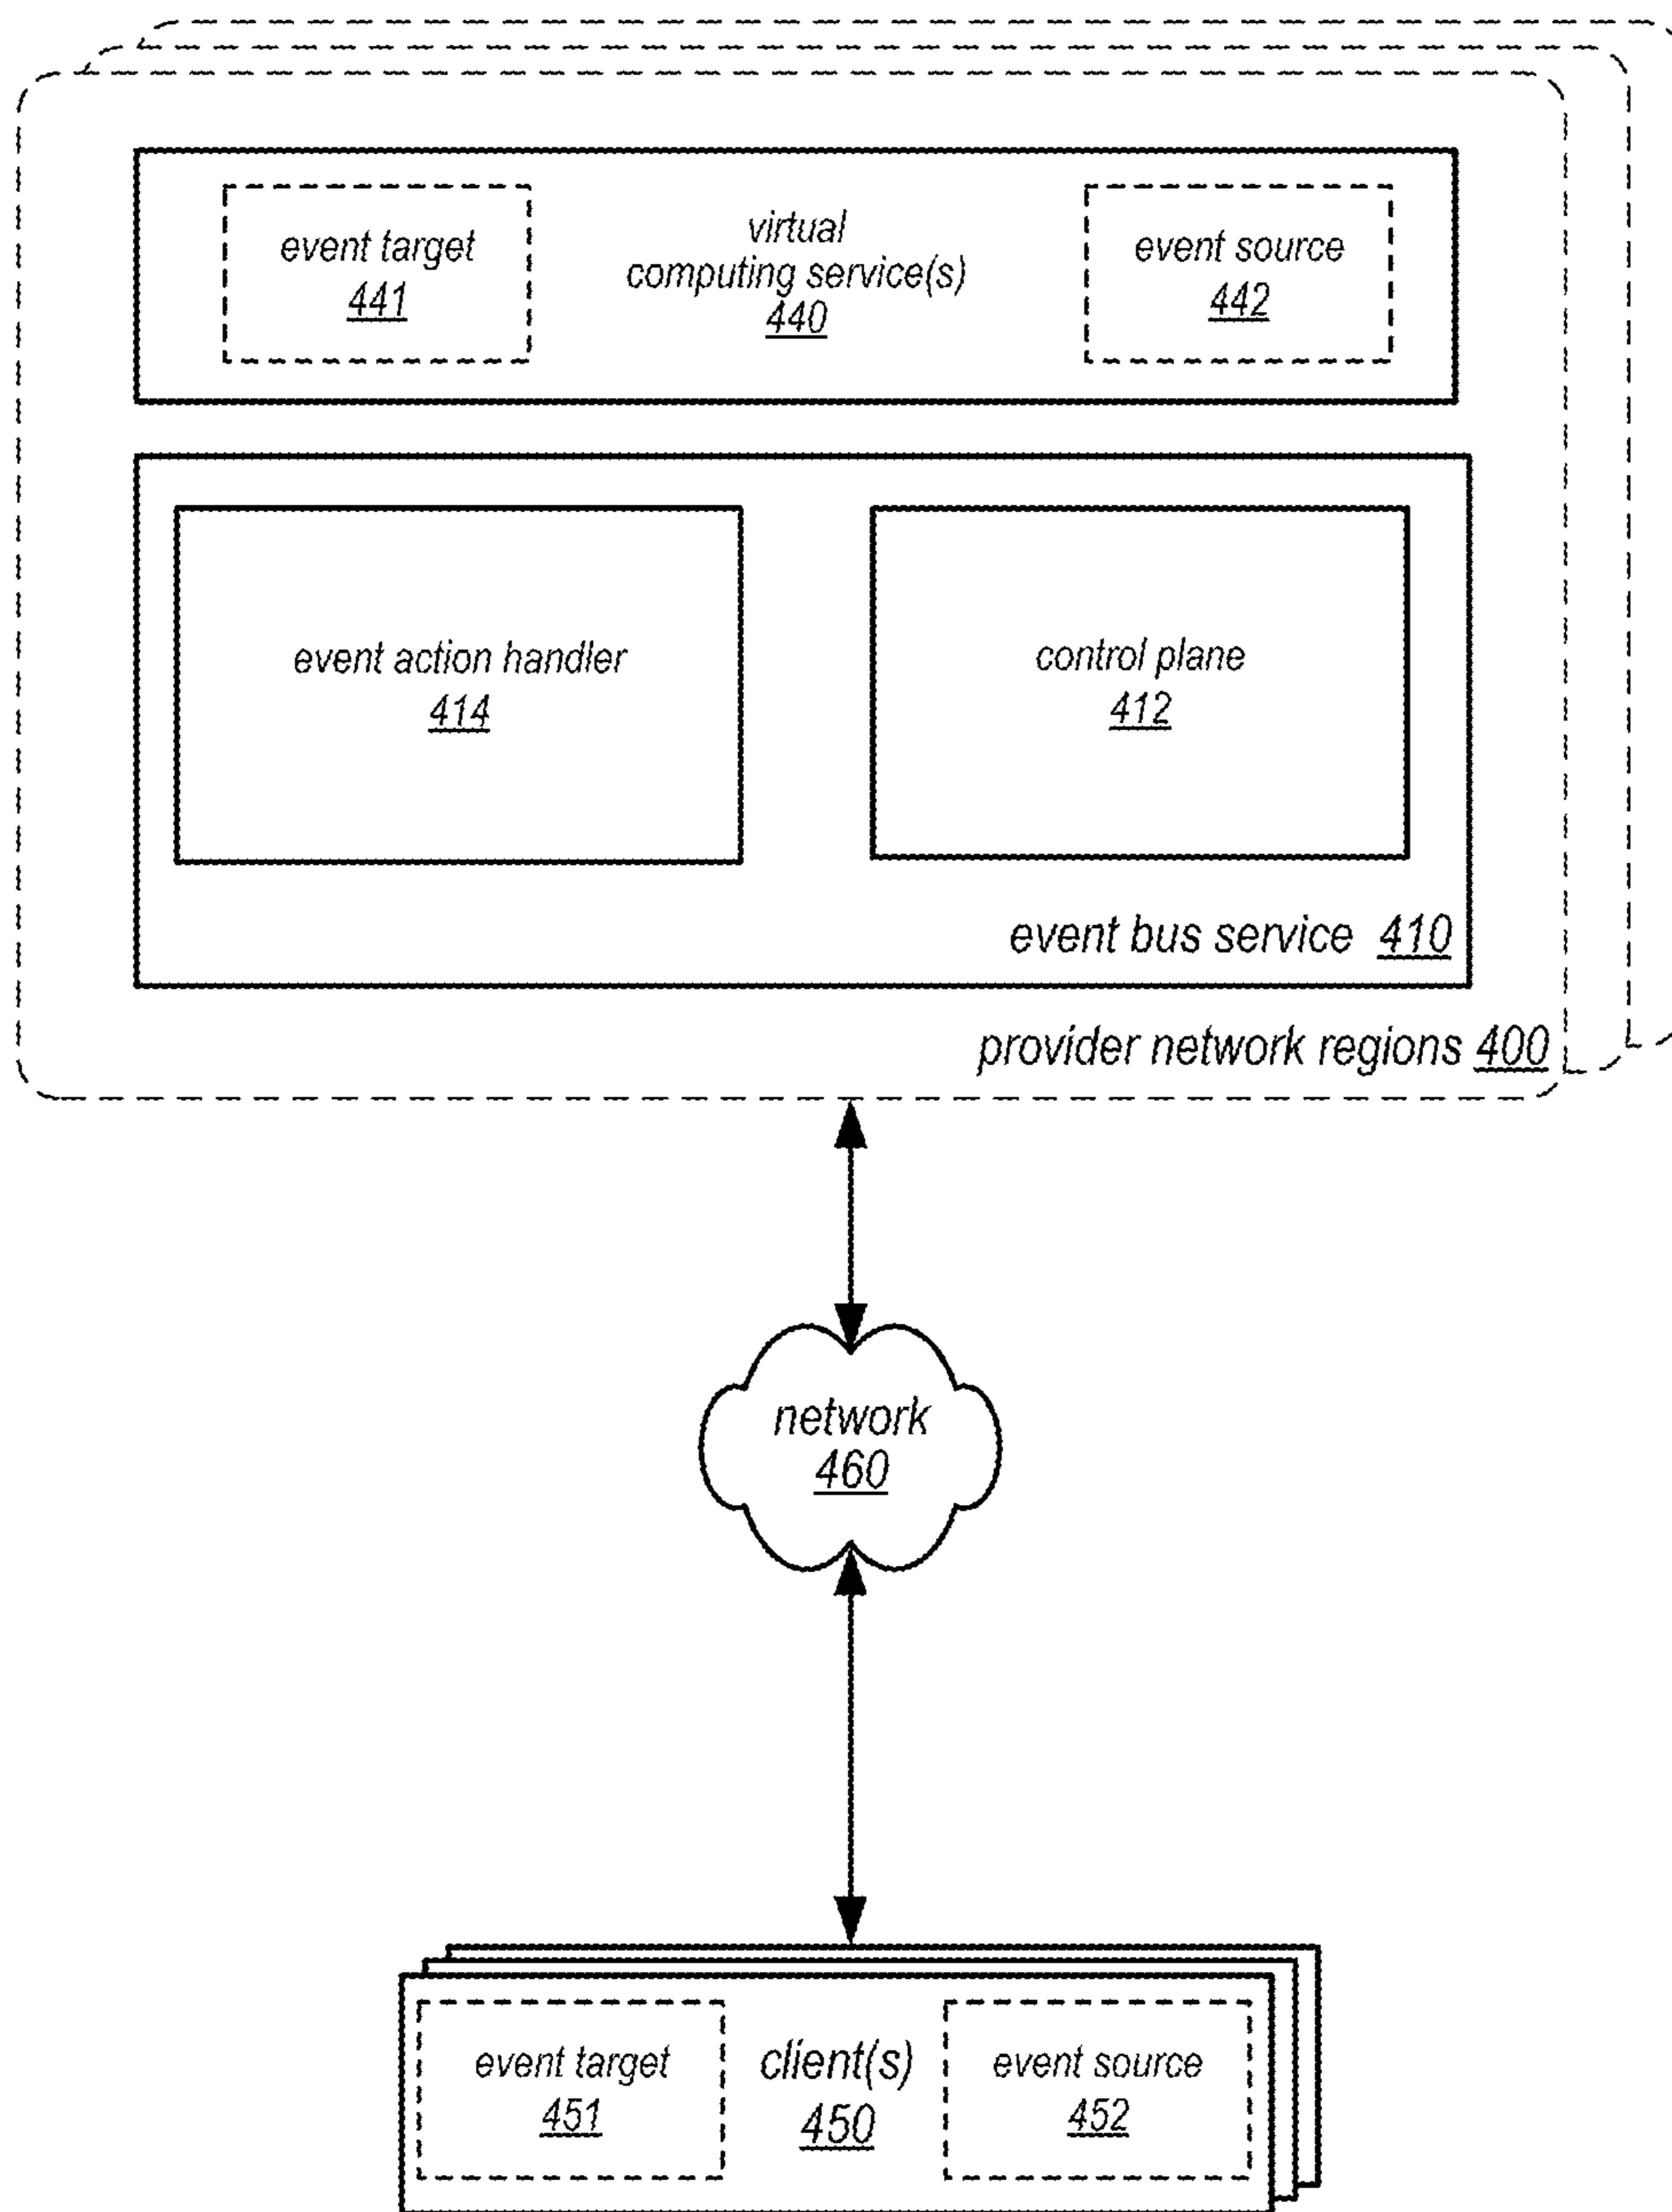 event target
441
virtual
computing service(s)
440
event source
442
event action handler
414
control plane
412
event bus service 410
provider network regions 400
network
460
event target
451
client(s)
450
event source
452